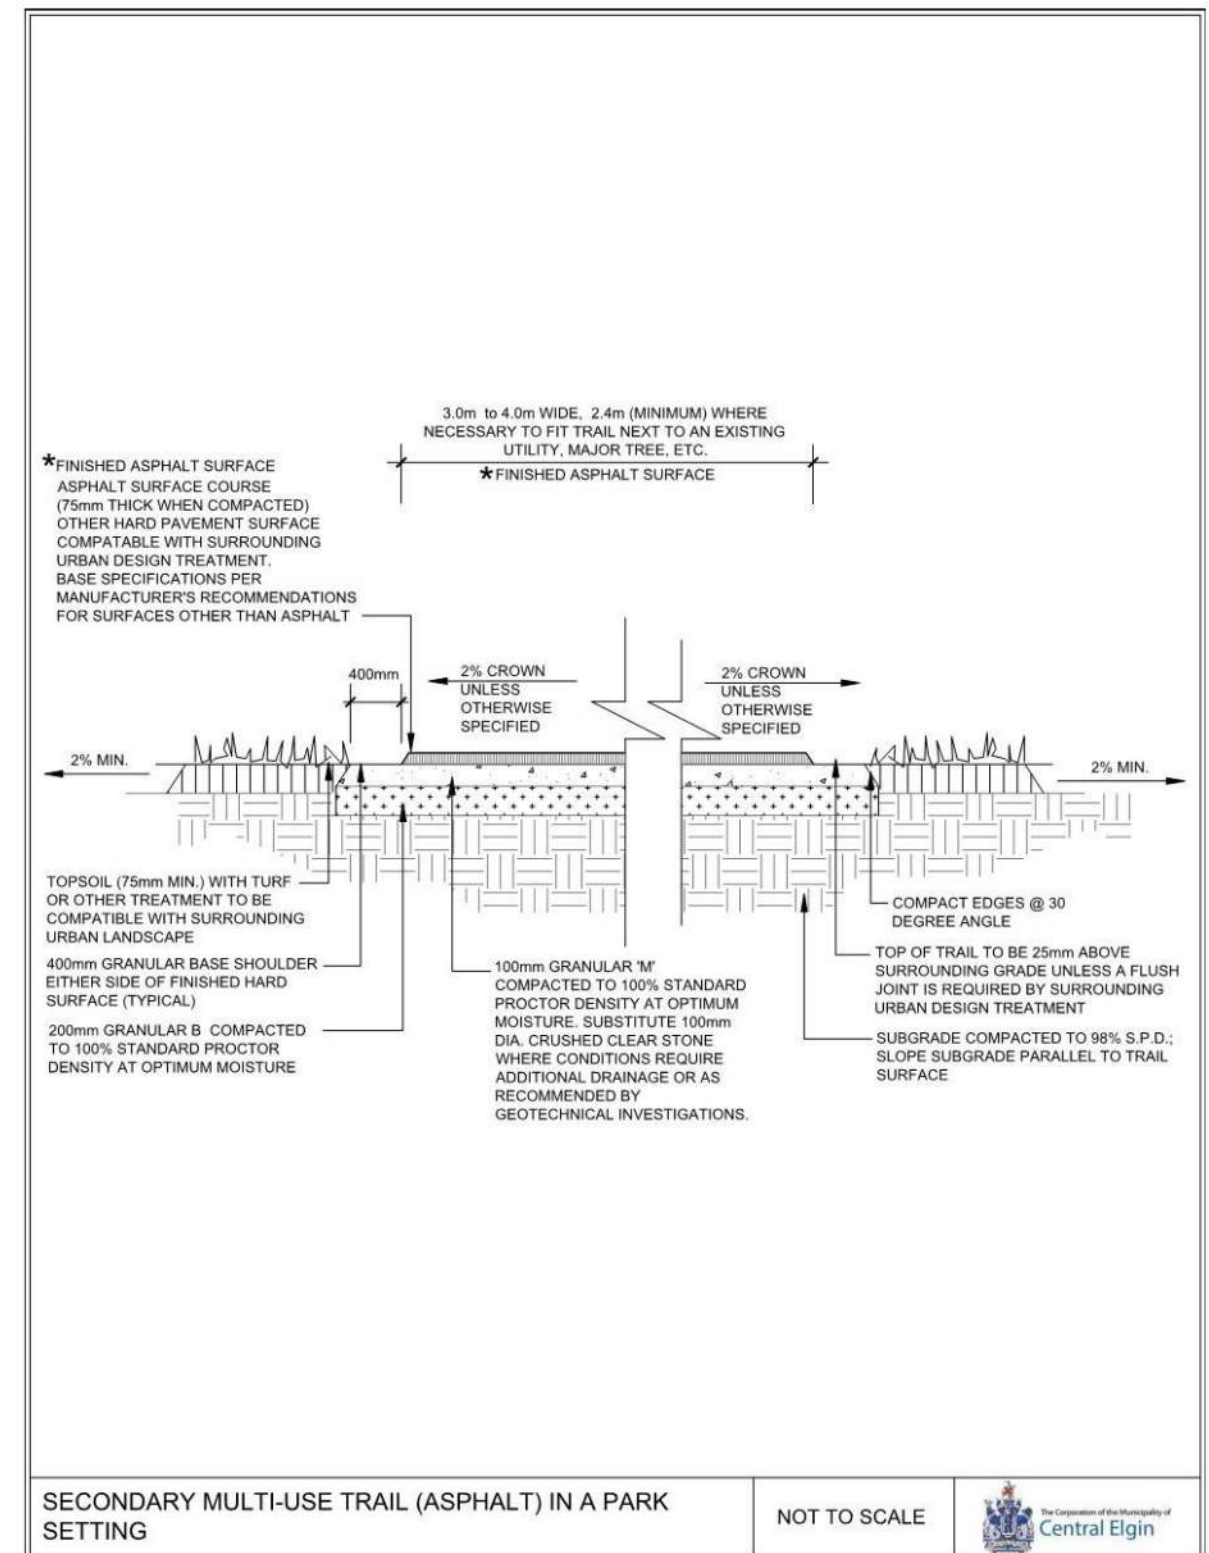 3.0m to 4.0m WIDE, 2.4m (MINIMUM) WHERE
NECESSARY TO FIT TRAIL NEXT TO AN EXISTING
UTILITY, MAJOR TREE, ETC.
*FINISHED ASPHALT SURFACE
*FINISHED ASPHALT SURFACE
ASPHALT SURFACE COURSE
(75mm THICK WHEN COMPACTED)
OTHER HARD PAVEMENT SURFACE
COMPATABLE WITH SURROUNDING
URBAN DESIGN TREATMENT.
BASE SPECIFICATIONS PER
MANUFACTURER'S RECOMMENDATIONS
FOR SURFACES OTHER THAN ASPHALT
400mm
2% CROWN
UNLESS
OTHERWISE
SPECIFIED
2% CROWN
UNLESS
OTHERWISE
SPECIFIED
2% MIN.
2% MIN.
TOPSOIL (75mm MIN.) WITH TURF
OR OTHER TREATMENT TO BE
COMPATIBLE WITH SURROUNDING
URBAN LANDSCAPE
400mm GRANULAR BASE SHOULDER
EITHER SIDE OF FINISHED HARD
SURFACE (TYPICAL)
200mm GRANULAR B COMPACTED
TO 100% STANDARD PROCTOR
DENSITY AT OPTIMUM MOISTURE
100mm GRANULAR 'M'
COMPACTED TO 100% STANDARD
PROCTOR DENSITY AT OPTIMUM
MOISTURE. SUBSTITUTE 100mm
DIA. CRUSHED CLEAR STONE
WHERE CONDITIONS REQUIRE
ADDITIONAL DRAINAGE OR AS
RECOMMENDED BY
GEOTECHNICAL INVESTIGATIONS.
COMPACT EDGES @ 30
DEGREE ANGLE
TOP OF TRAIL TO BE 25mm ABOVE
SURROUNDING GRADE UNLESS A FLUSH
JOINT IS REQUIRED BY SURROUNDING
URBAN DESIGN TREATMENT
SUBGRADE COMPACTED TO 98% S.P.D.;
SLOPE SUBGRADE PARALLEL TO TRAIL
SURFACE
SECONDARY MULTI-USE TRAIL (ASPHALT) IN A PARK
SETTING
NOT TO SCALE
The Corporation of the Municipality of
Central Elgin